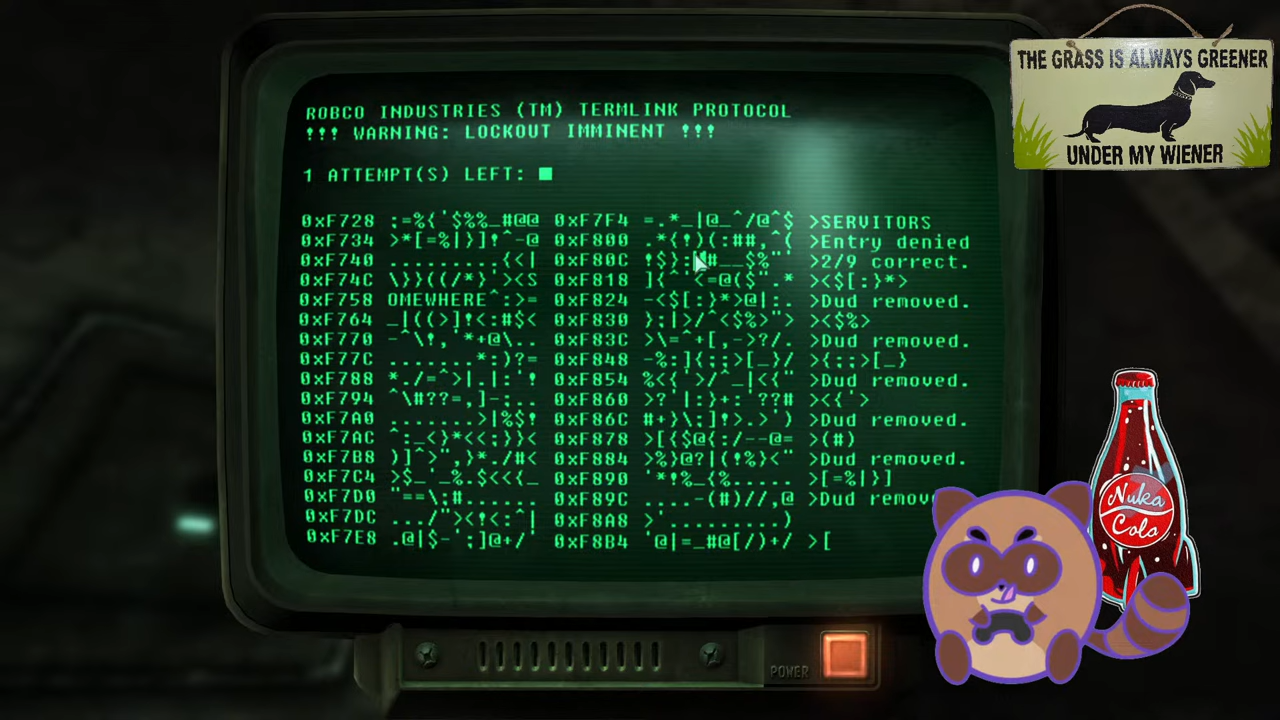 ROBCO INDUSTRIES (TM) TERMLINK PROTOCOL
!!! WARNING: LOCKOUT IMMINENT !!!
1 ATTEMPT(S) LEFT:
0xF728 ;=%{'$%%_#@@ 0xF7F4 =.*_|@_^/@^$ >SERVITORS
0xF734 >*[=%|}]!^-@ 0xF800 .*{!)(:##,^( >Entry denied
0xF740 .........{<| 0xF80C !$}:##__$%"' >2/9 correct.
0xF74C \}}((/*}`><S 0xF818 ]{^'<=@($".* ><$[:}*>
0xF758 OMEWHERE^:>= 0xF824 -<$[:}*>@|:. >Dud removed.
0xF764 _|((>]!<:#$< 0xF830 };|>/^<$%>"> ><$%>
0xF770 -^\!,'*+@\.. 0xF83C >\=^+[,->?/. >Dud removed.
0xF77C .......*:)?= 0xF848 -%:]{;;>[_}/ >{;;>[_}
0xF788 *./=^>|.|:'! 0xF854 %<{'>/^_|<{" >Dud removed.
0xF794 ^\#??=,]-;.. 0xF860 >?'|:}+:'??# ><{'>
0xF7A0 .......>|%$! 0xF86C #+}\;]!>.>`) >Dud removed.
0xF7AC ^:_<}*<<;}}< 0xF878 >[{$@{:/--@= >(#)
0xF7B8 )]^>",}*./#< 0xF884 >%}@?|(!%}<" >Dud removed.
0xF7C4 >$_'_%.$<<{_ 0xF890 '*!%_{%..... >[=%|}]
0xF7D0 "==\;#...... 0xF89C ....-(#)//,@ >Dud remov
0xF7DC .../"><!<:^| 0xF8A8 >'.........)
0xF7E8 .@|$-';]@+/' 0xF8B4 '@|=_#@[/)+/ >[
POWER
THE GRASS IS ALWAYS GREENER
UNDER MY WIENER
Nuka
Cola